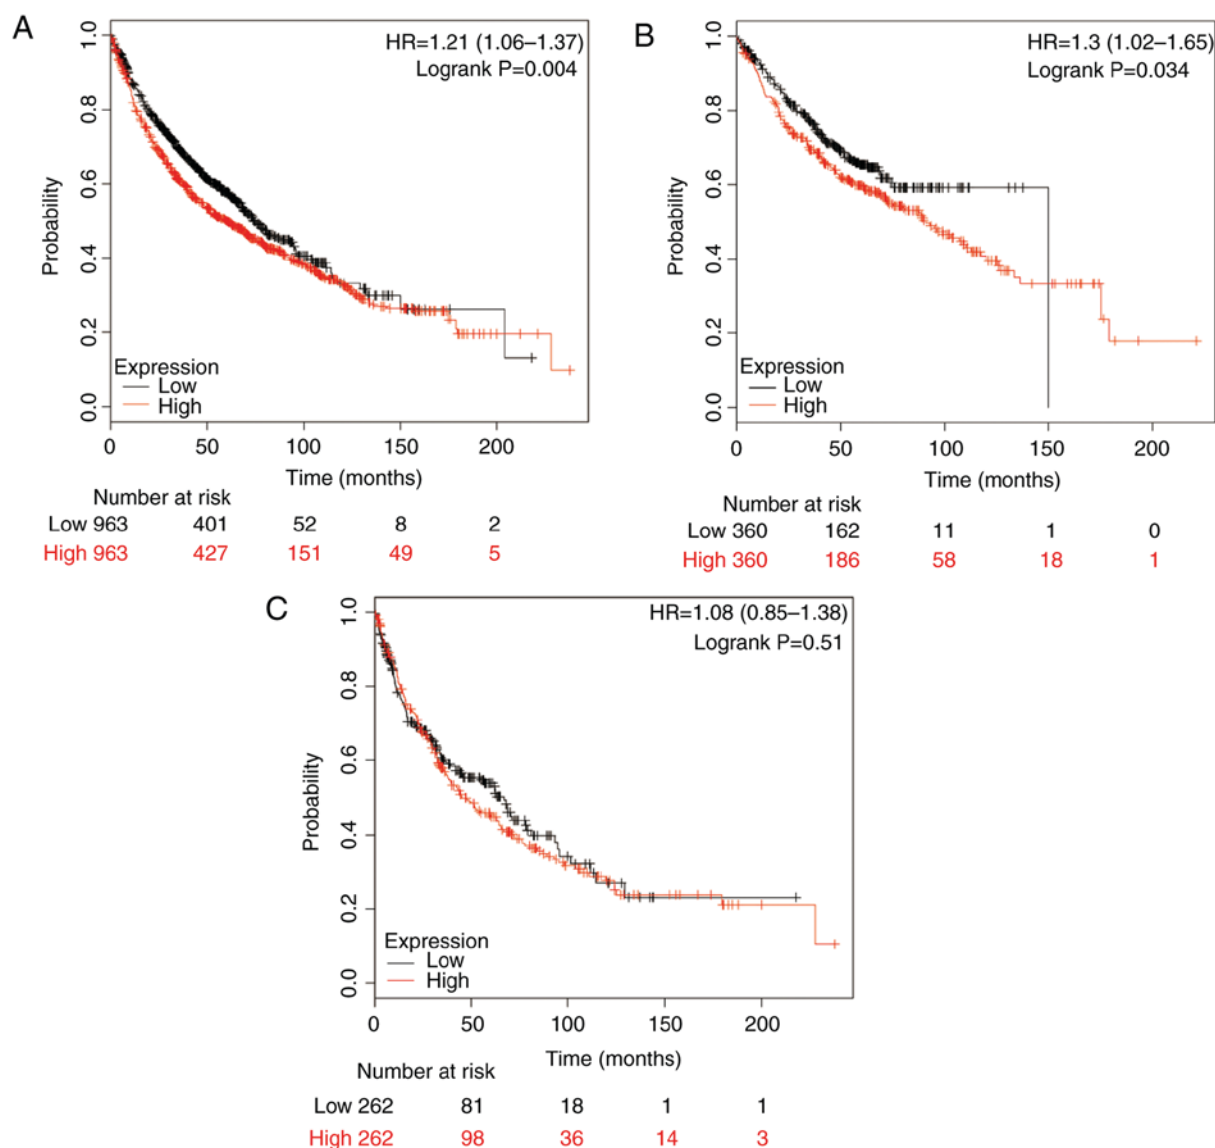 A
HR=1.21 (1.06–1.37)
Logrank P=0.004
Probability
1.0
0.8
0.6
0.4
0.2
0.0
Expression
Low
High
0 50 100 150 200
Time (months)
Number at risk
Low 963 401 52 8 2
High 963 427 151 49 5
B
HR=1.3 (1.02–1.65)
Logrank P=0.034
Probability
1.0
0.8
0.6
0.4
0.2
0.0
Expression
Low
High
0 50 100 150 200
Time (months)
Number at risk
Low 360 162 11 1 0
High 360 186 58 18 1
C
HR=1.08 (0.85–1.38)
Logrank P=0.51
Probability
1.0
0.8
0.6
0.4
0.2
0.0
Expression
Low
High
0 50 100 150 200
Time (months)
Number at risk
Low 262 81 18 1 1
High 262 98 36 14 3